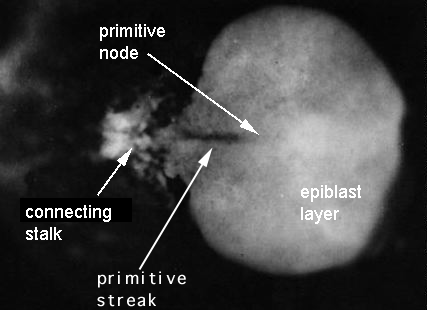 primitive
node
epiblast
layer
connecting
stalk
primitive
streak